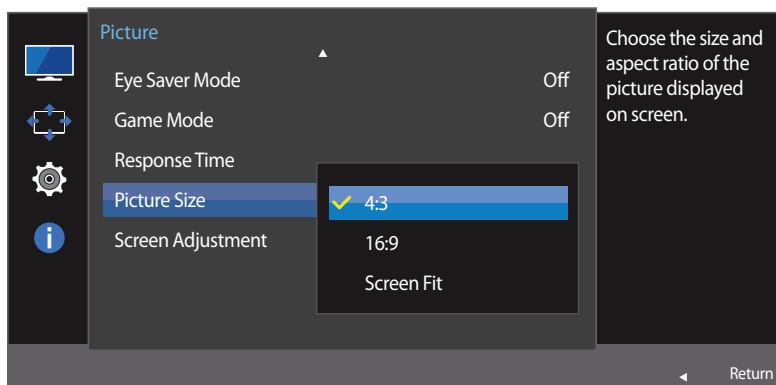 Picture
Eye Saver Mode Off
Game Mode Off
Response Time
Picture Size
Screen Adjustment
4:3
16:9
Screen Fit
Choose the size and
aspect ratio of the
picture displayed
on screen.
Return